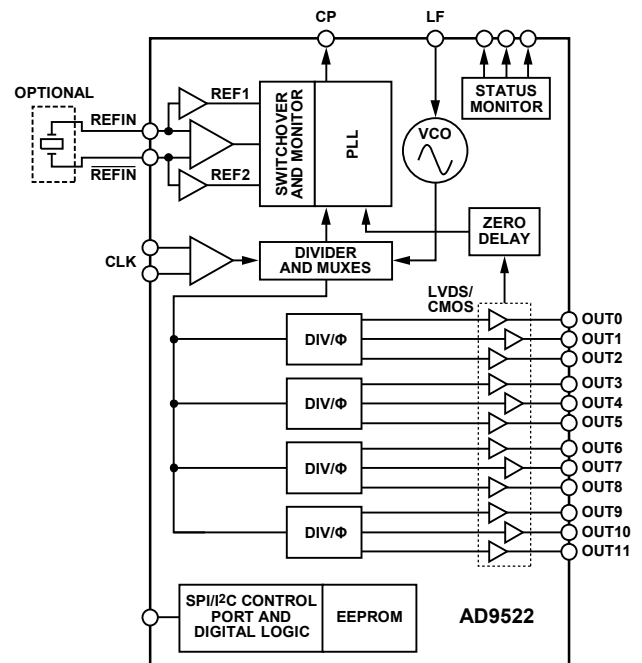 CP
LF
OPTIONAL
REFIN
REFIN
REF1
REF2
SWITCHOVER
AND MONITOR
PLL
VCO
STATUS
MONITOR
ZERO
DELAY
CLK
DIVIDER
AND MUXES
LVDS/
CMOS
DIV/Φ
OUT0
OUT1
OUT2
DIV/Φ
OUT3
OUT4
OUT5
DIV/Φ
OUT6
OUT7
OUT8
DIV/Φ
OUT9
OUT10
OUT11
SPI/I²C CONTROL
PORT AND
DIGITAL LOGIC
EEPROM
AD9522